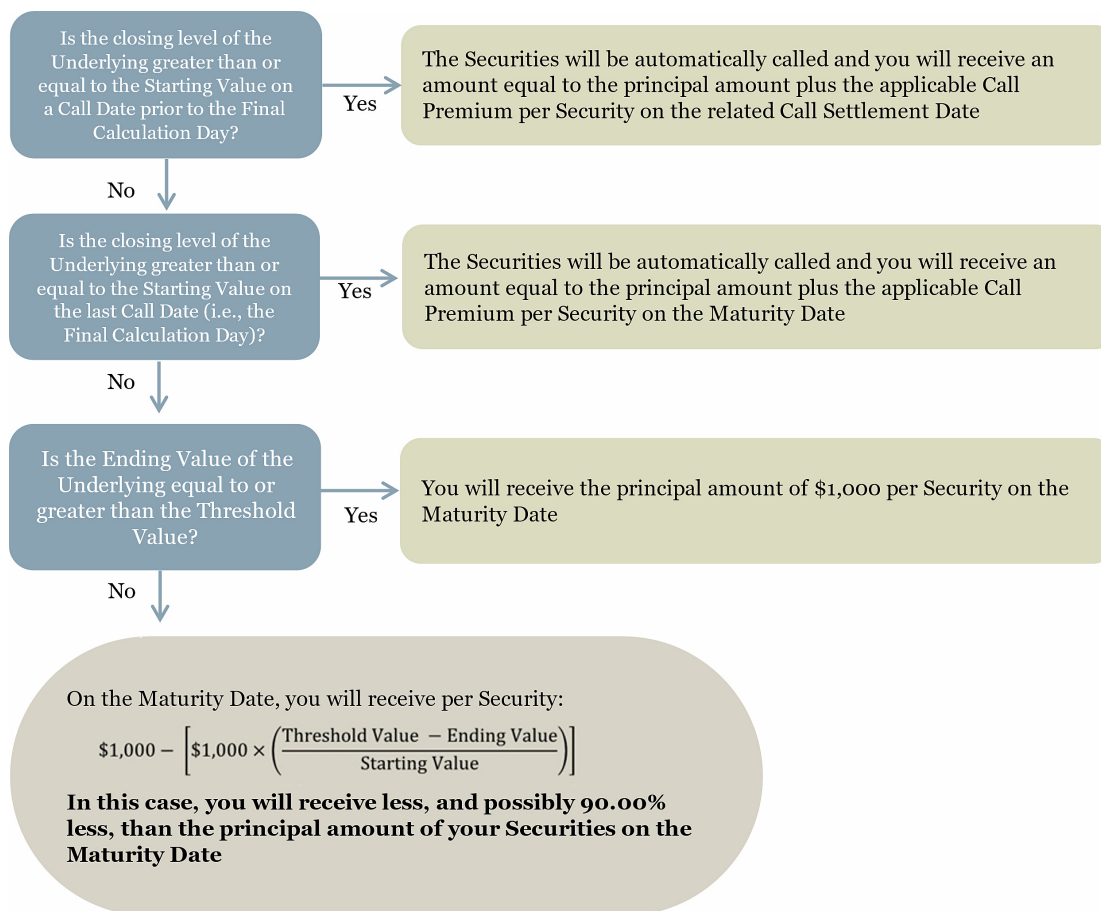 Is the closing level of the
Underlying greater than or
equal to the Starting Value on
a Call Date prior to the Final
Calculation Day?
Yes
The Securities will be automatically called and you will receive an
amount equal to the principal amount plus the applicable Call
Premium per Security on the related Call Settlement Date
No
Is the closing level of the
Underlying greater than or
equal to the Starting Value on
the last Call Date (i.e., the
Final Calculation Day)?
Yes
The Securities will be automatically called and you will receive an
amount equal to the principal amount plus the applicable Call
Premium per Security on the Maturity Date
No
Is the Ending Value of the
Underlying equal to or
greater than the Threshold
Value?
Yes
You will receive the principal amount of $1,000 per Security on the
Maturity Date
No
On the Maturity Date, you will receive per Security:
$1,000 − [$1,000 × (Threshold Value − Ending Value / Starting Value)]
In this case, you will receive less, and possibly 90.00%
less, than the principal amount of your Securities on the
Maturity Date